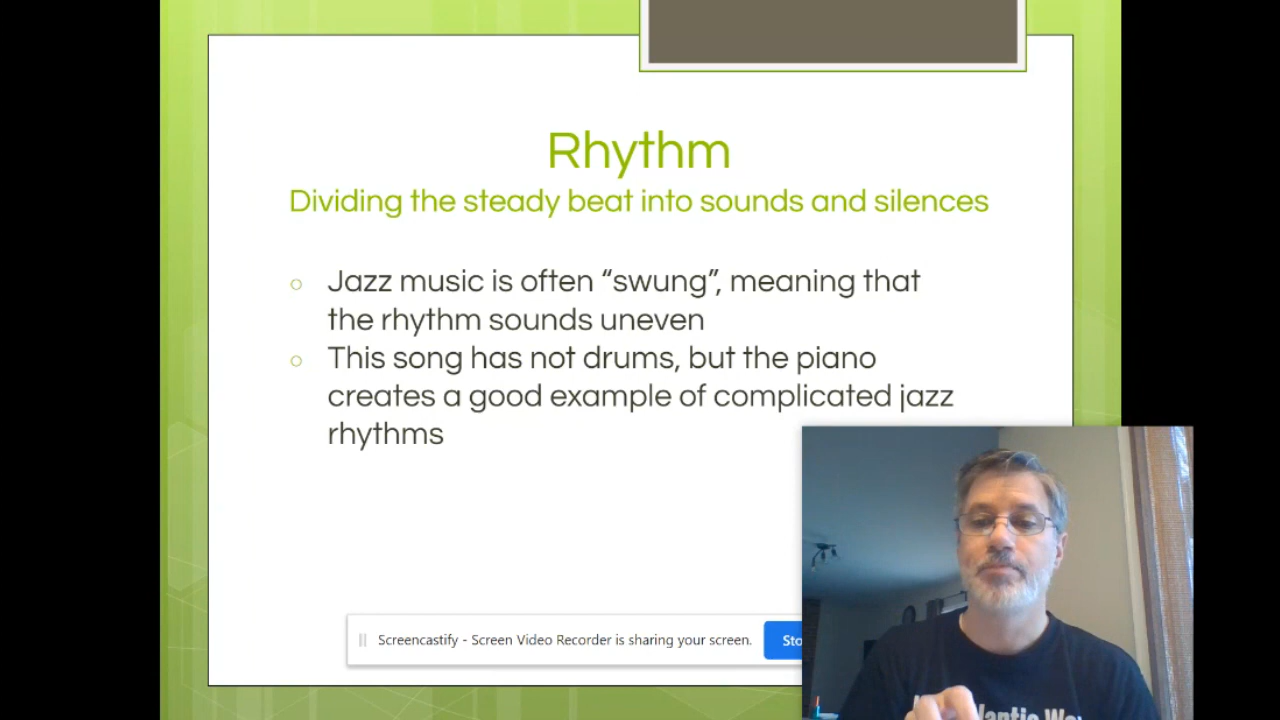 Rhythm
Dividing the steady beat into sounds and silences
Jazz music is often “swung”, meaning that
the rhythm sounds uneven
This song has not drums, but the piano
creates a good example of complicated jazz
rhythms
Screencastify - Screen Video Recorder is sharing your screen.